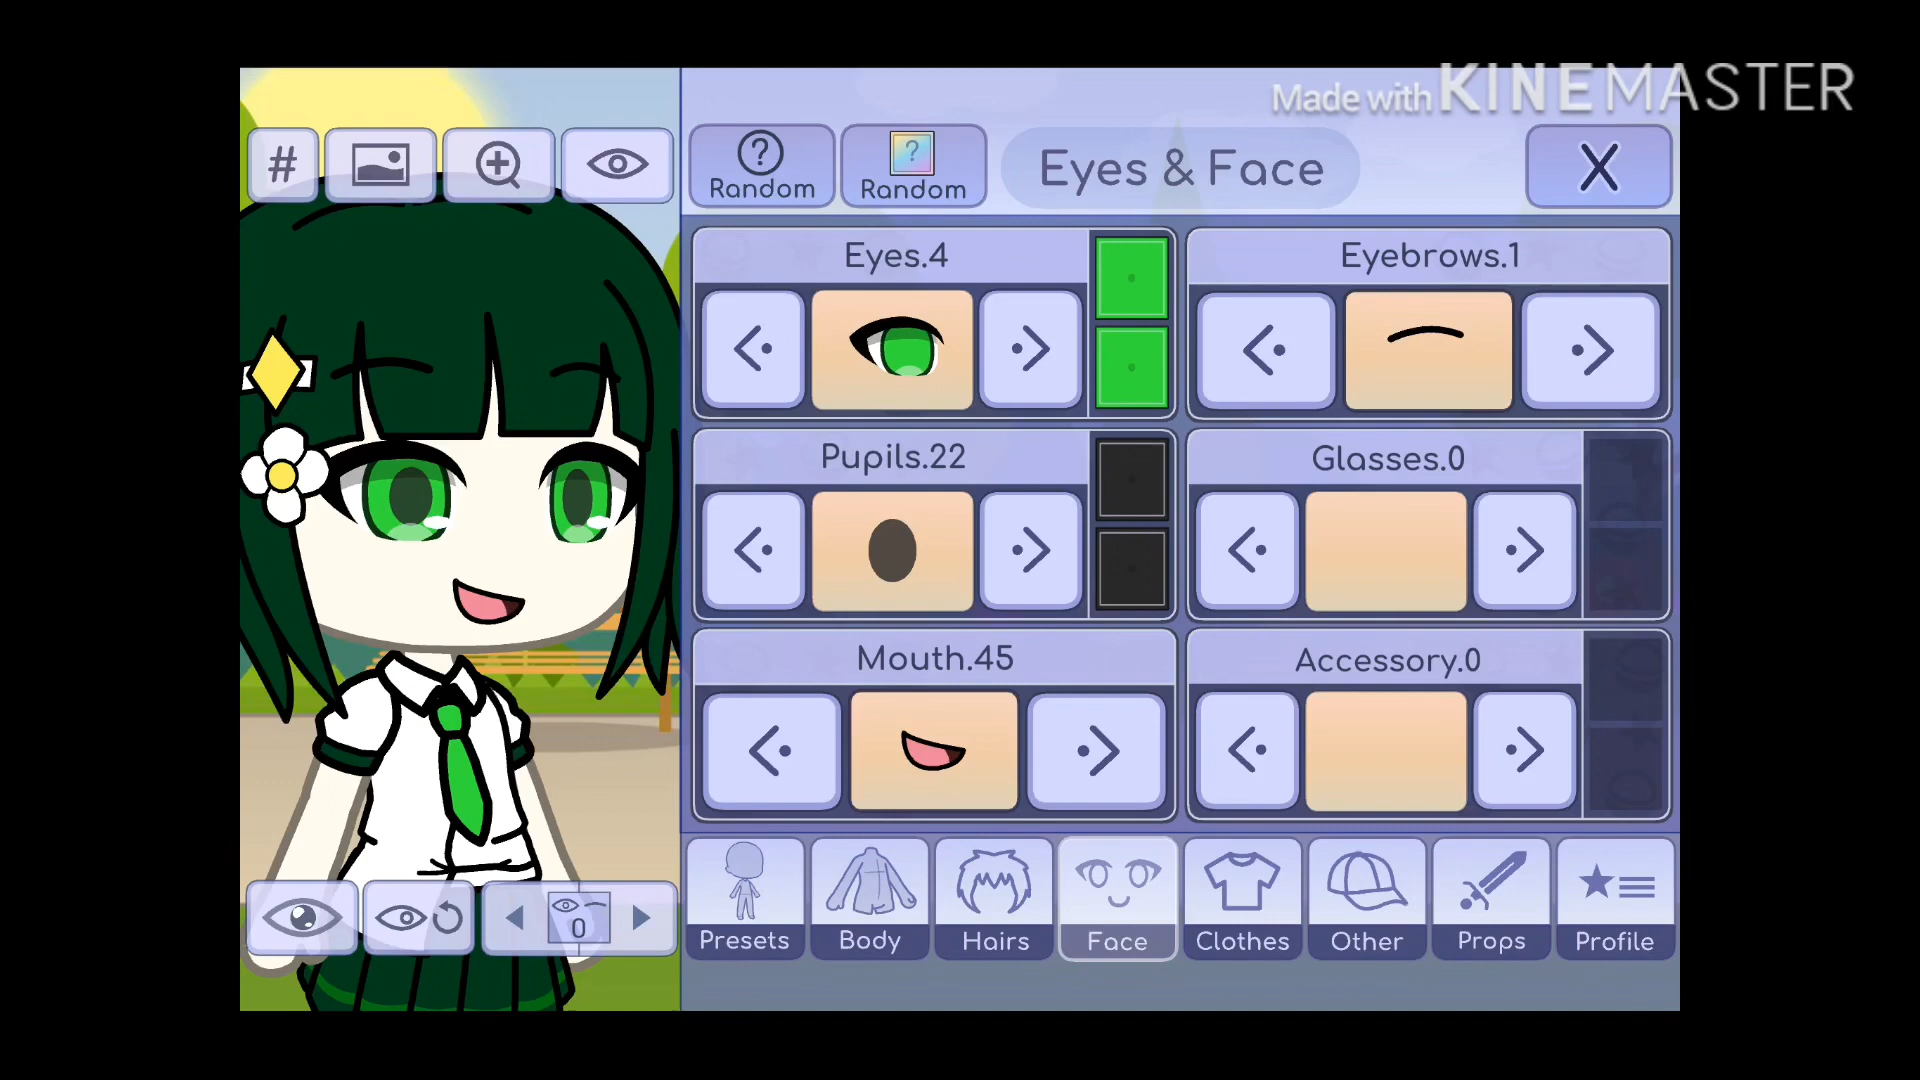 Made with KINEMASTER
#
? Random
? Random
Eyes & Face
X
Eyes.4
Eyebrows.1
Pupils.22
Glasses.0
Mouth.45
Accessory.0
0
Presets
Body
Hairs
Face
Clothes
Other
Props
Profile